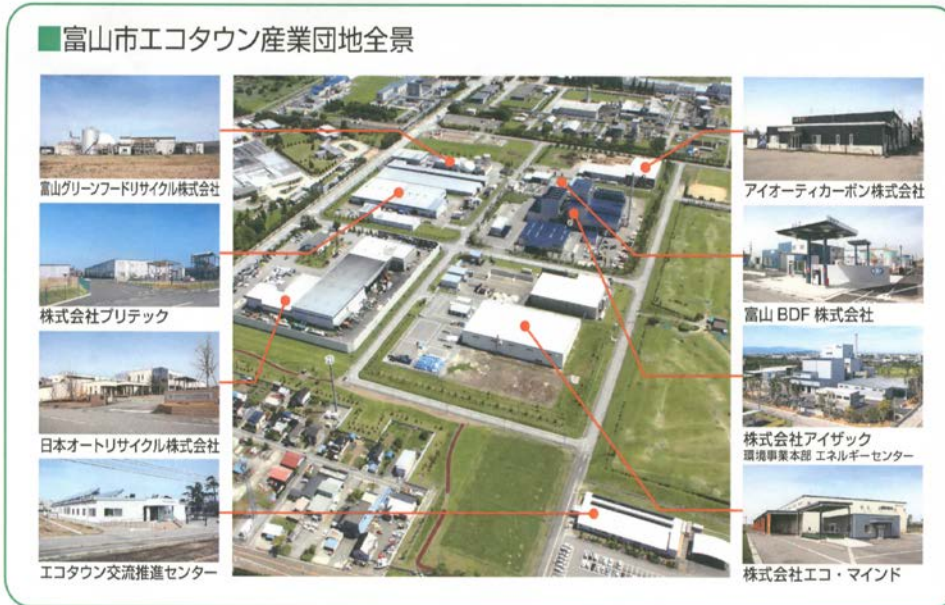 富山市エコタウン産業団地全景
富山グリーンフードリサイクル株式会社
株式会社プリテック
日本オートリサイクル株式会社
エコタウン交流推進センター
アイオーティカーボン株式会社
富山 BDF 株式会社
株式会社アイザック
環境事業本部 エネルギーセンター
株式会社エコ・マインド